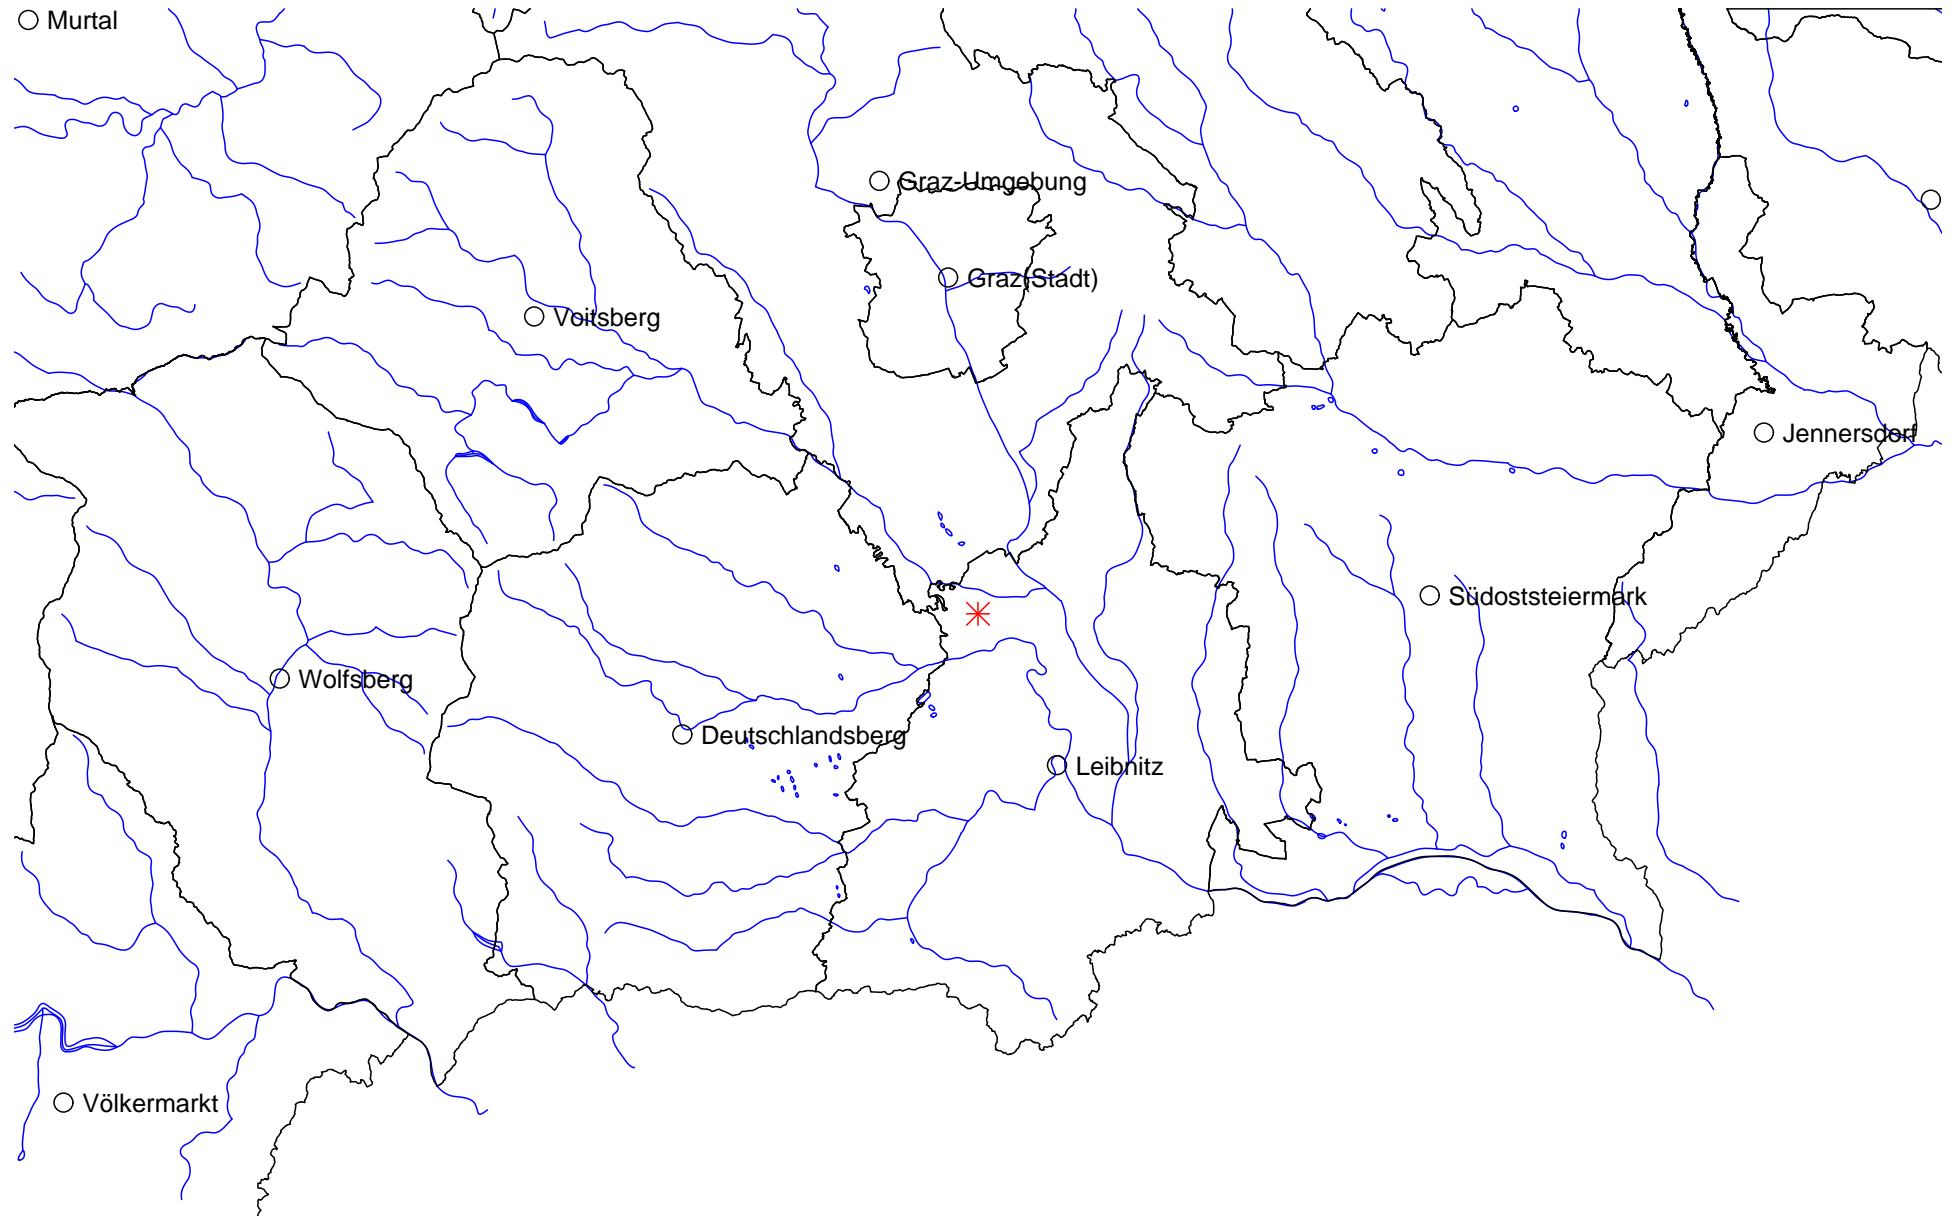 Murtal
Graz-Umgebung
Graz(Stadt)
Voitsberg
Jennersdorf
Südoststeiermark
Wolfsberg
Deutschlandsberg
Leibnitz
Völkermarkt